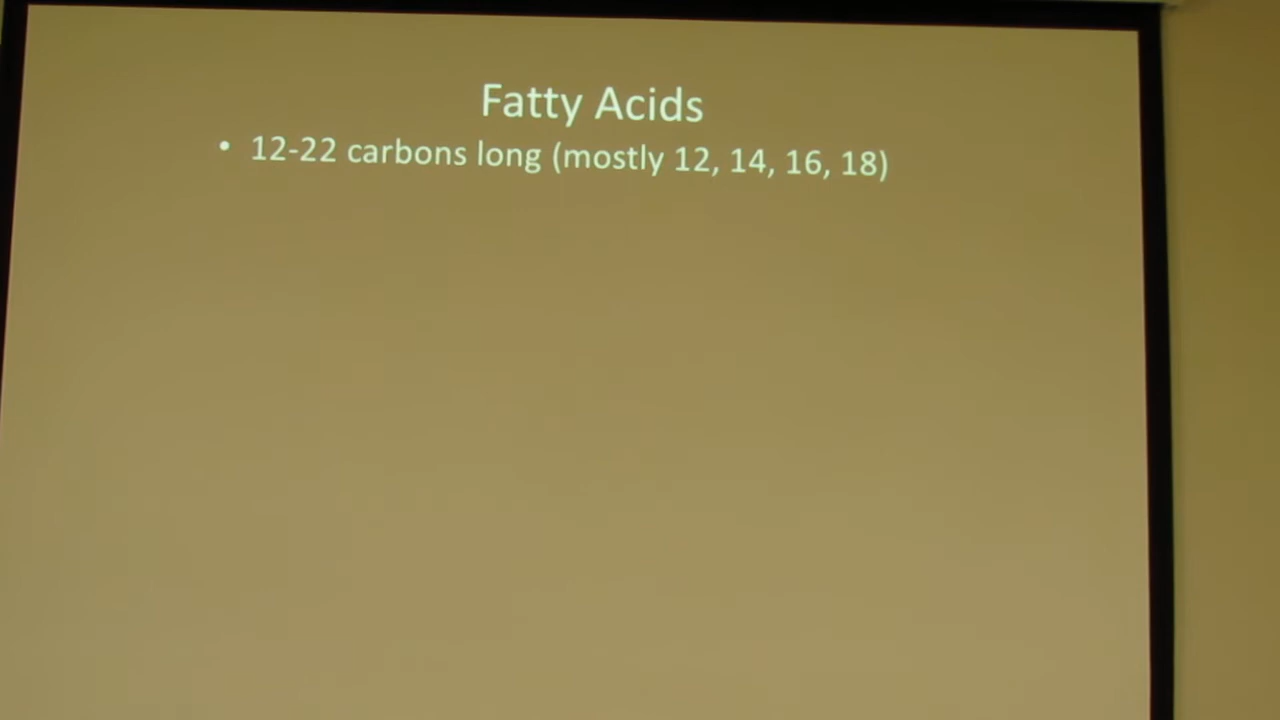 Fatty Acids
• 12-22 carbons long (mostly 12, 14, 16, 18)